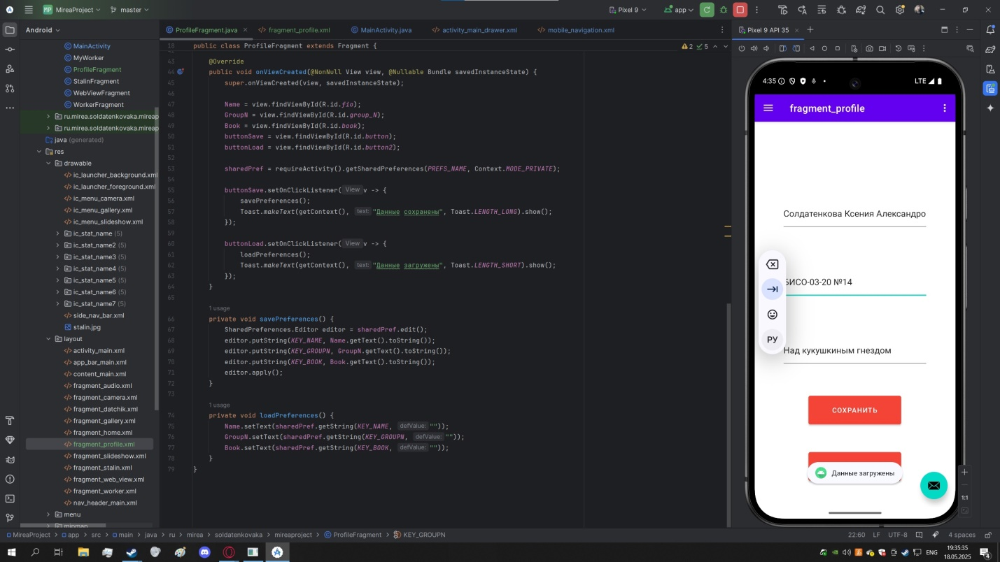 MP MireaProject master Pixel 9 app
Android
MainActivity
MyWorker
ProfileFragment
StalinFragment
WebViewFragment
WorkerFragment
ru.mirea.soldatenkovaka.mireap
ru.mirea.soldatenkovaka.mireap
java (generated)
res
drawable
ic_launcher_background.xml
ic_launcher_foreground.xml
ic_menu_camera.xml
ic_menu_gallery.xml
ic_menu_slideshow.xml
ic_stat_name (5)
ic_stat_name2 (5)
ic_stat_name3 (5)
ic_stat_name4 (5)
ic_stat_name5 (5)
ic_stat_name6 (5)
ic_stat_name7 (5)
side_nav_bar.xml
stalin.jpg
layout
activity_main.xml
app_bar_main.xml
content_main.xml
fragment_audio.xml
fragment_camera.xml
fragment_datchik.xml
fragment_gallery.xml
fragment_home.xml
fragment_profile.xml
fragment_slideshow.xml
fragment_stalin.xml
fragment_web_view.xml
fragment_worker.xml
nav_header_main.xml
menu
mipmap
ProfileFragment.java fragment_profile.xml MainActivity.java activity_main_drawer.xml mobile_navigation.xml
18 public class ProfileFragment extends Fragment { 2 5
43 @Override
44 public void onViewCreated(@NonNull View view, @Nullable Bundle savedInstanceState) {
45 super.onViewCreated(view, savedInstanceState);
46
47 Name = view.findViewById(R.id.fio);
48 GroupN = view.findViewById(R.id.group_N);
49 Book = view.findViewById(R.id.book);
50 buttonSave = view.findViewById(R.id.button);
51 buttonLoad = view.findViewById(R.id.button2);
52
53 sharedPref = requireActivity().getSharedPreferences(PREFS_NAME, Context.MODE_PRIVATE);
54
55 buttonSave.setOnClickListener( View v -> {
56 savePreferences();
57 Toast.makeText(getContext(), text: "Данные сохранены", Toast.LENGTH_LONG).show();
58 });
59
60 buttonLoad.setOnClickListener( View v -> {
61 loadPreferences();
62 Toast.makeText(getContext(), text: "Данные загружены", Toast.LENGTH_SHORT).show();
63 });
64 }
65
1 usage
66 private void savePreferences() {
67 SharedPreferences.Editor editor = sharedPref.edit();
68 editor.putString(KEY_NAME, Name.getText().toString());
69 editor.putString(KEY_GROUPN, GroupN.getText().toString());
70 editor.putString(KEY_BOOK, Book.getText().toString());
71 editor.apply();
72 }
73
1 usage
74 private void loadPreferences() {
75 Name.setText(sharedPref.getString(KEY_NAME, defValue: ""));
76 GroupN.setText(sharedPref.getString(KEY_GROUPN, defValue: ""));
77 Book.setText(sharedPref.getString(KEY_BOOK, defValue: ""));
78 }
79 }
Pixel 9 API 35
4:35 LTE
fragment_profile
Солдатенкова Ксения Александро
БИСО-03-20 №14
РУ
Над кукушкиным гнездом
СОХРАНИТЬ
Данные загружены
1:1
MireaProject app src main java ru mirea soldatenkovaka mireaproject ProfileFragment KEY_GROUPN 22:60 LF UTF-8 4 spaces
ENG
19:35:35
18.05.2025
4